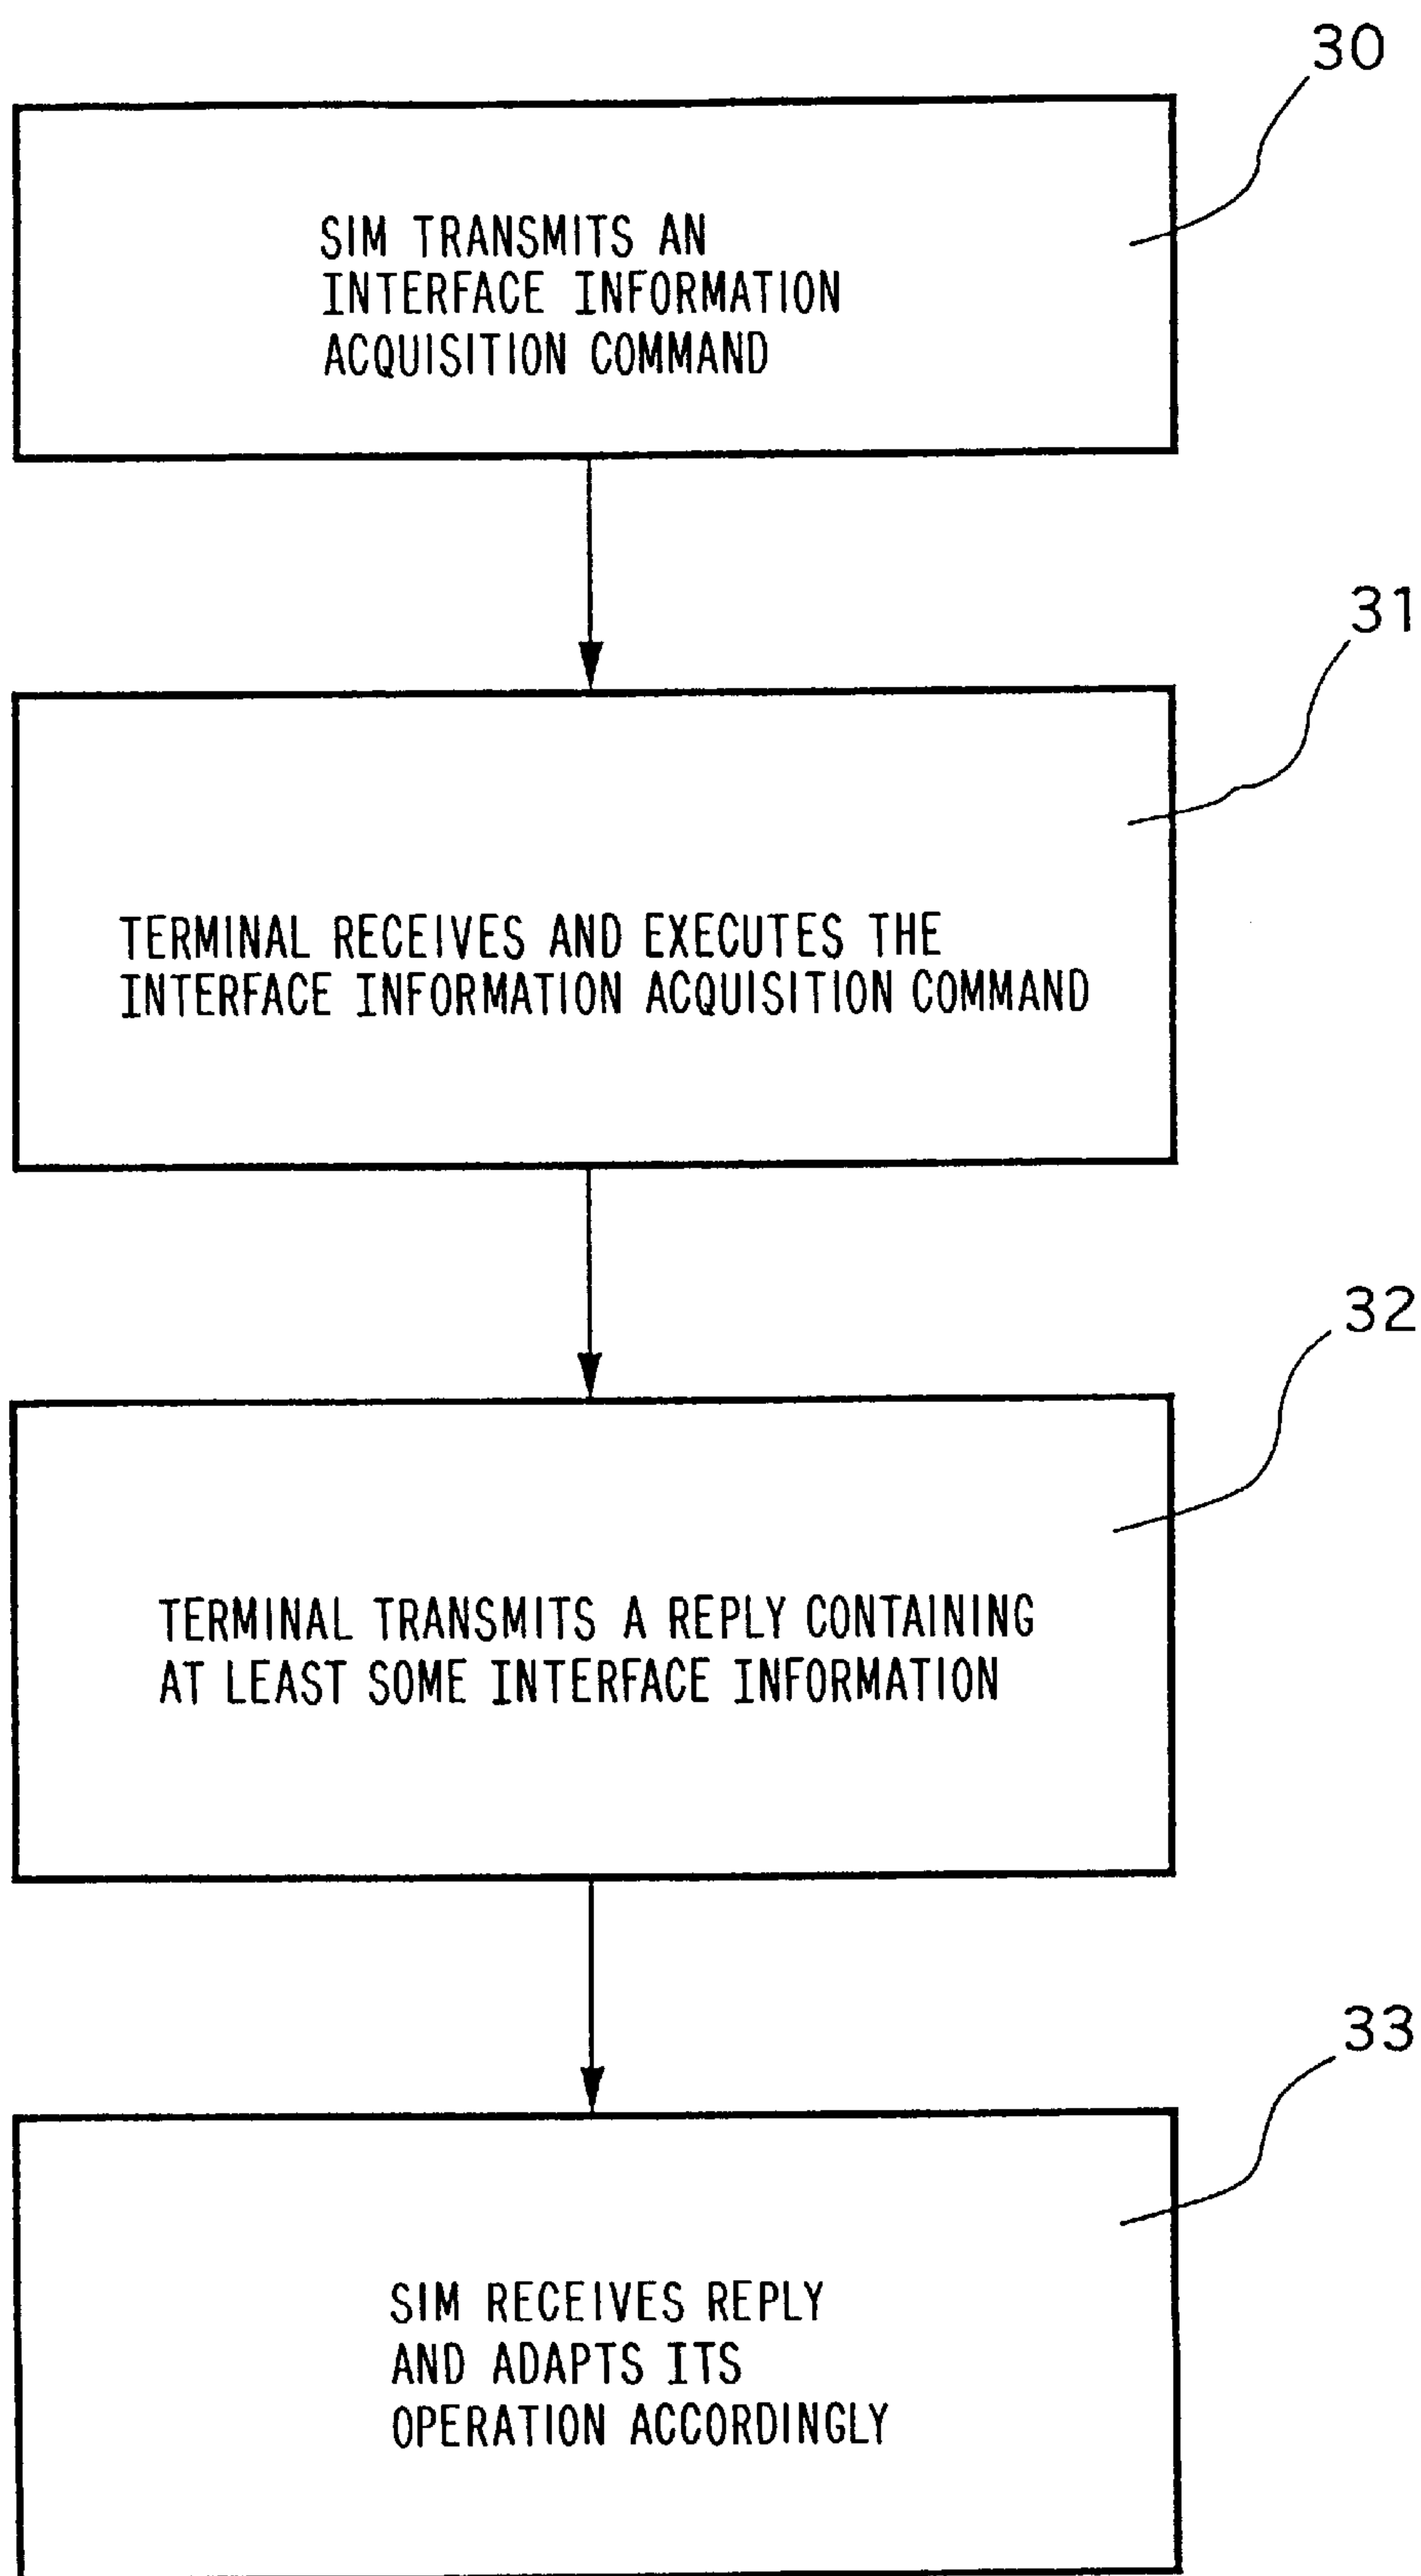 30
SIM TRANSMITS AN
INTERFACE INFORMATION
ACQUISITION COMMAND
31
TERMINAL RECEIVES AND EXECUTES THE
INTERFACE INFORMATION ACQUISITION COMMAND
32
TERMINAL TRANSMITS A REPLY CONTAINING
AT LEAST SOME INTERFACE INFORMATION
33
SIM RECEIVES REPLY
AND ADAPTS ITS
OPERATION ACCORDINGLY